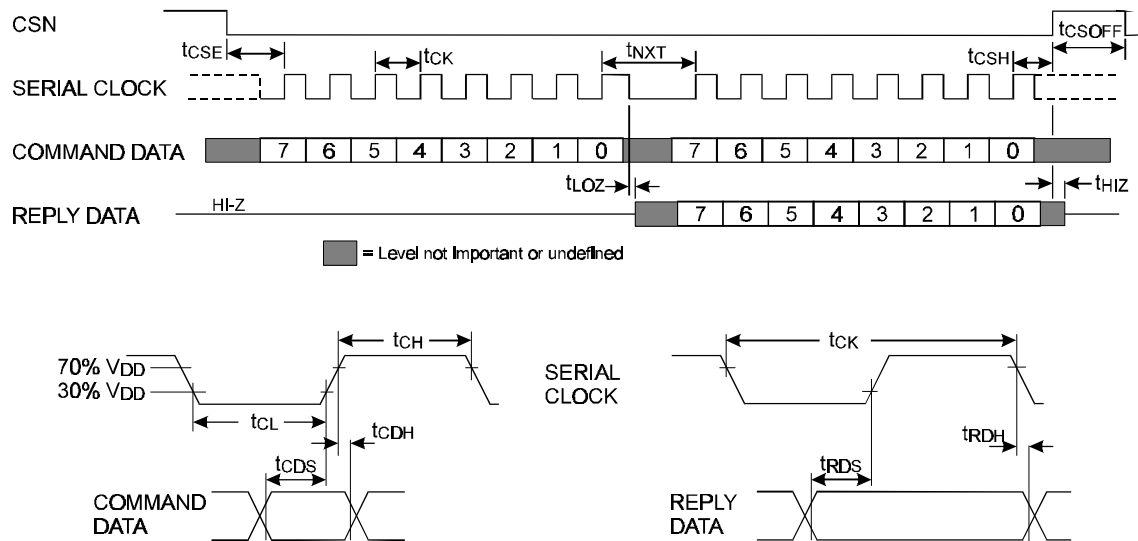 CSN
tCSE
tCK
tNXT
tCSH
tCSOFF
SERIAL CLOCK
COMMAND DATA
7 6 5 4 3 2 1 0 7 6 5 4 3 2 1 0
tLOZ
tHIZ
REPLY DATA
HI-Z
7 6 5 4 3 2 1 0
= Level not Important or undefined
70% VDD
30% VDD
tCH
tCL
tCDH
tCDS
COMMAND
DATA
SERIAL
CLOCK
tCK
tRDH
tRDS
REPLY
DATA